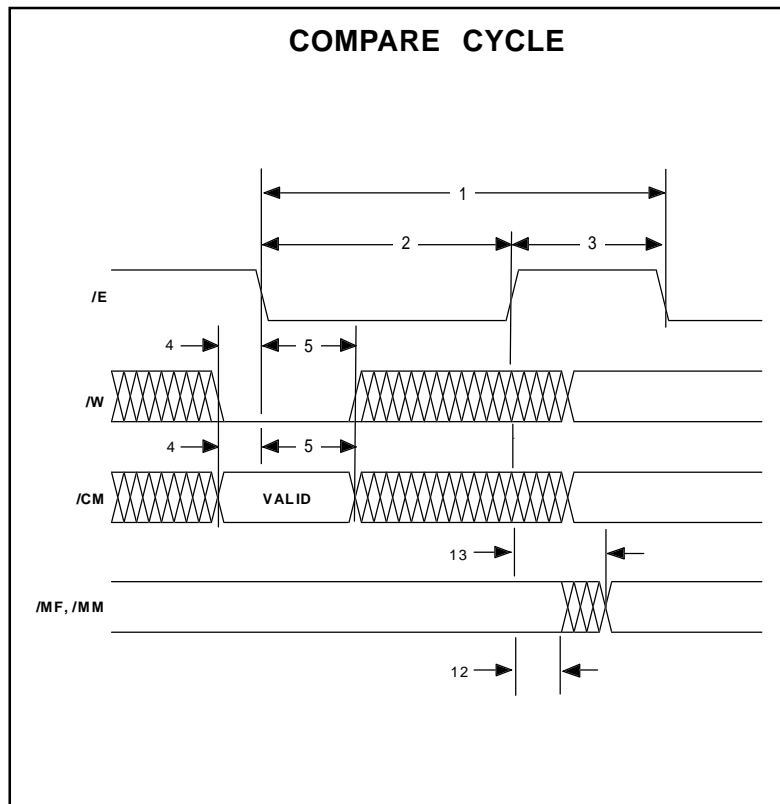 COMPARE CYCLE
1
2 3
/E
4 5
/W
4 5
/CM VALID
13
/MF, /MM
12